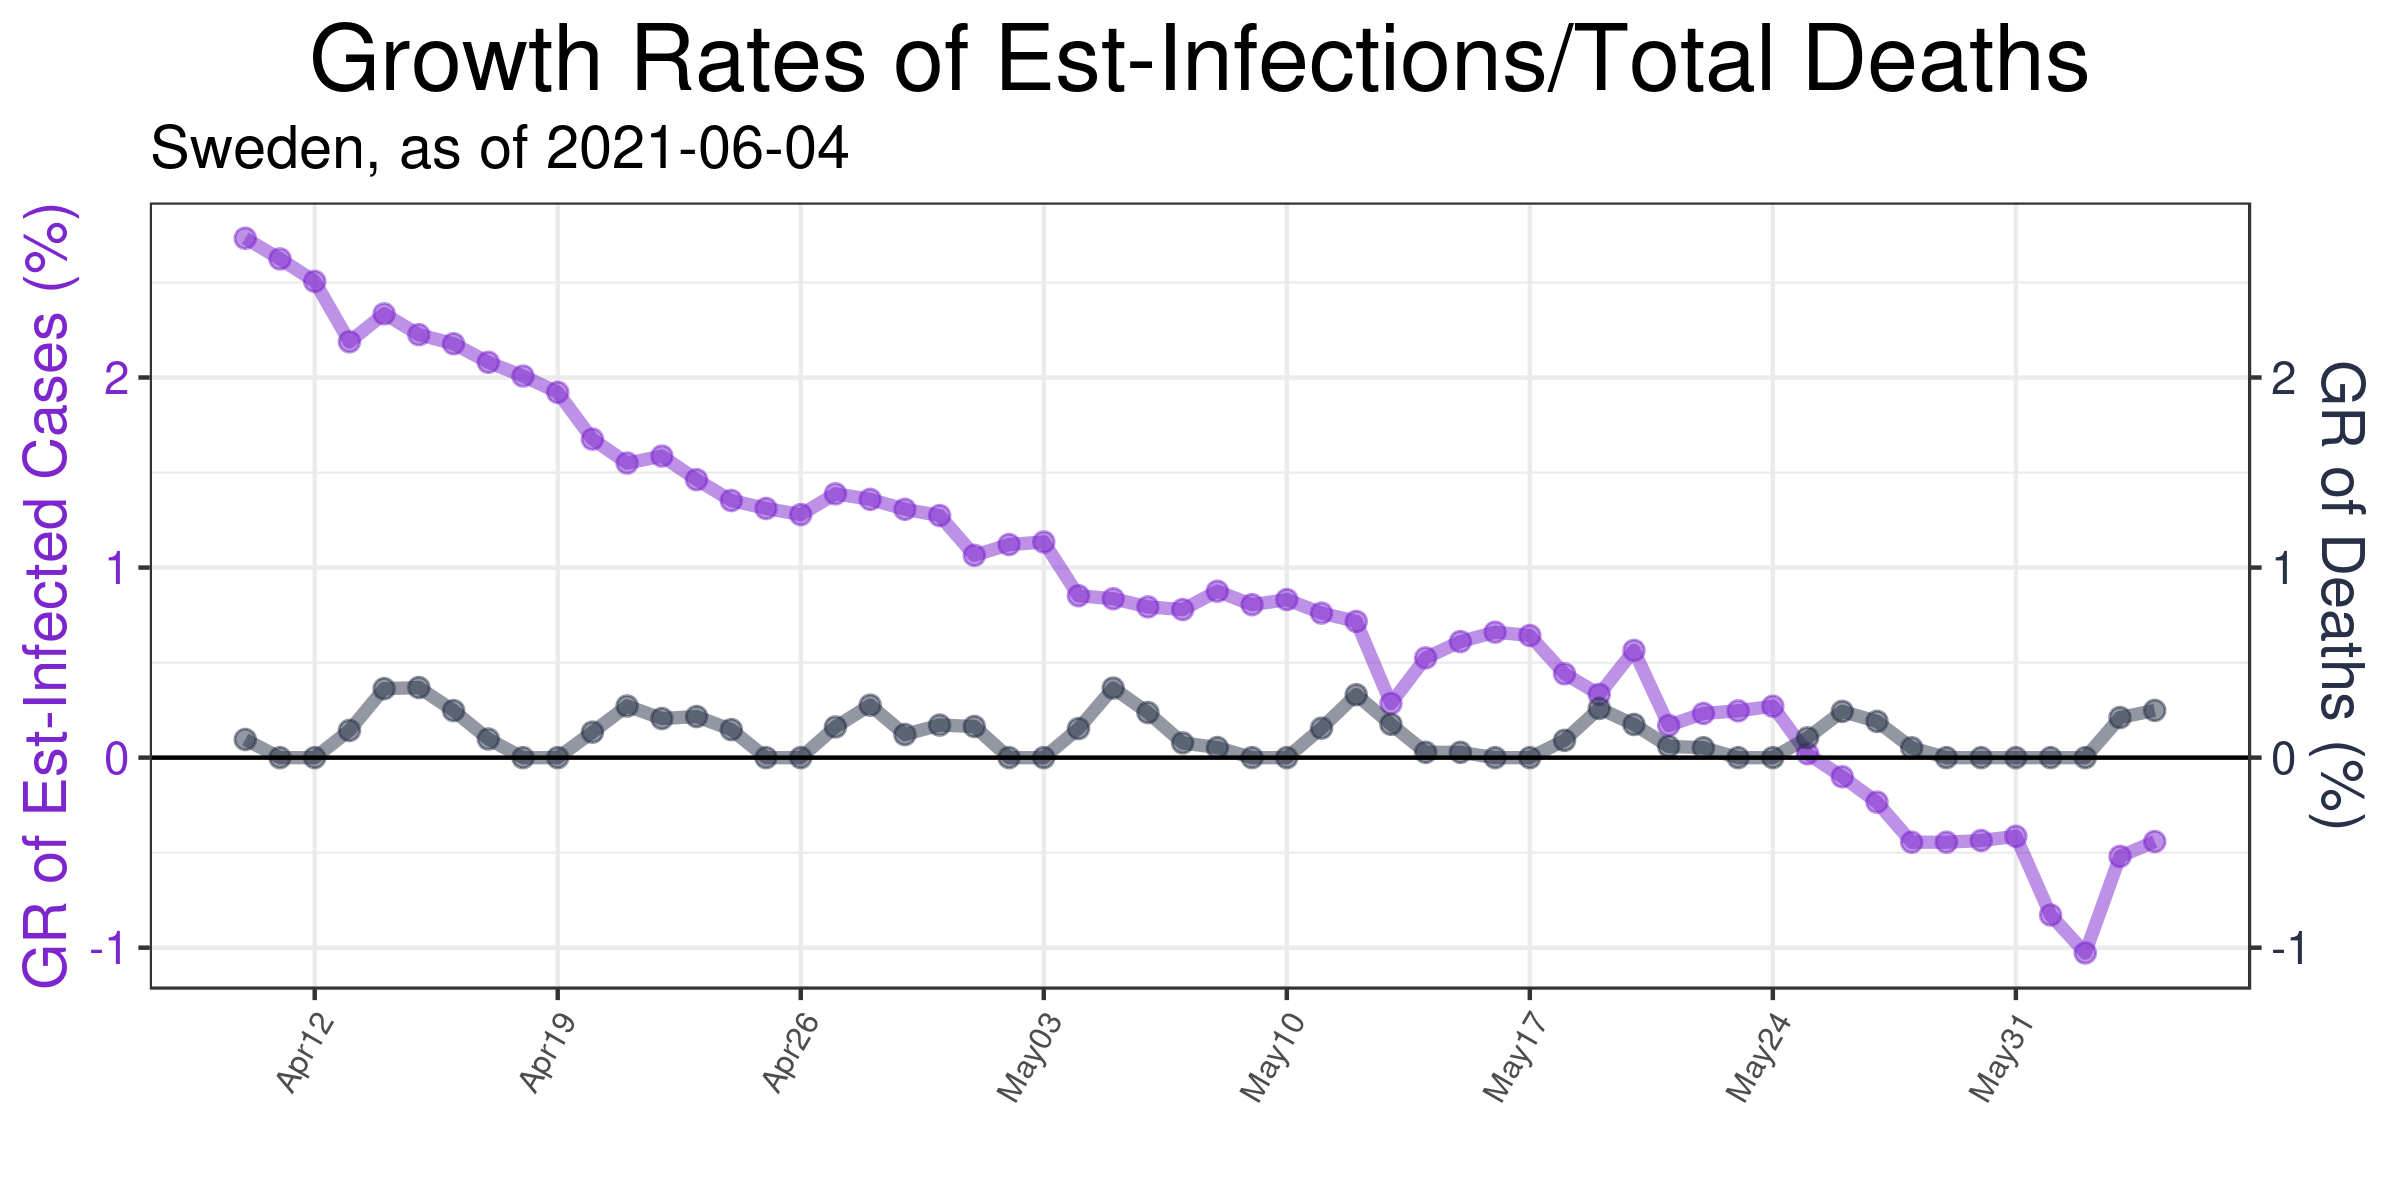 Growth Rates of Est-Infections/Total Deaths
Sweden, as of 2021-06-04
GR of Est-Infected Cases (%)
2
1
0
-1
2
1
0
-1
GR of Deaths (%)
Apr12
Apr19
Apr26
May03
May10
May17
May24
May31